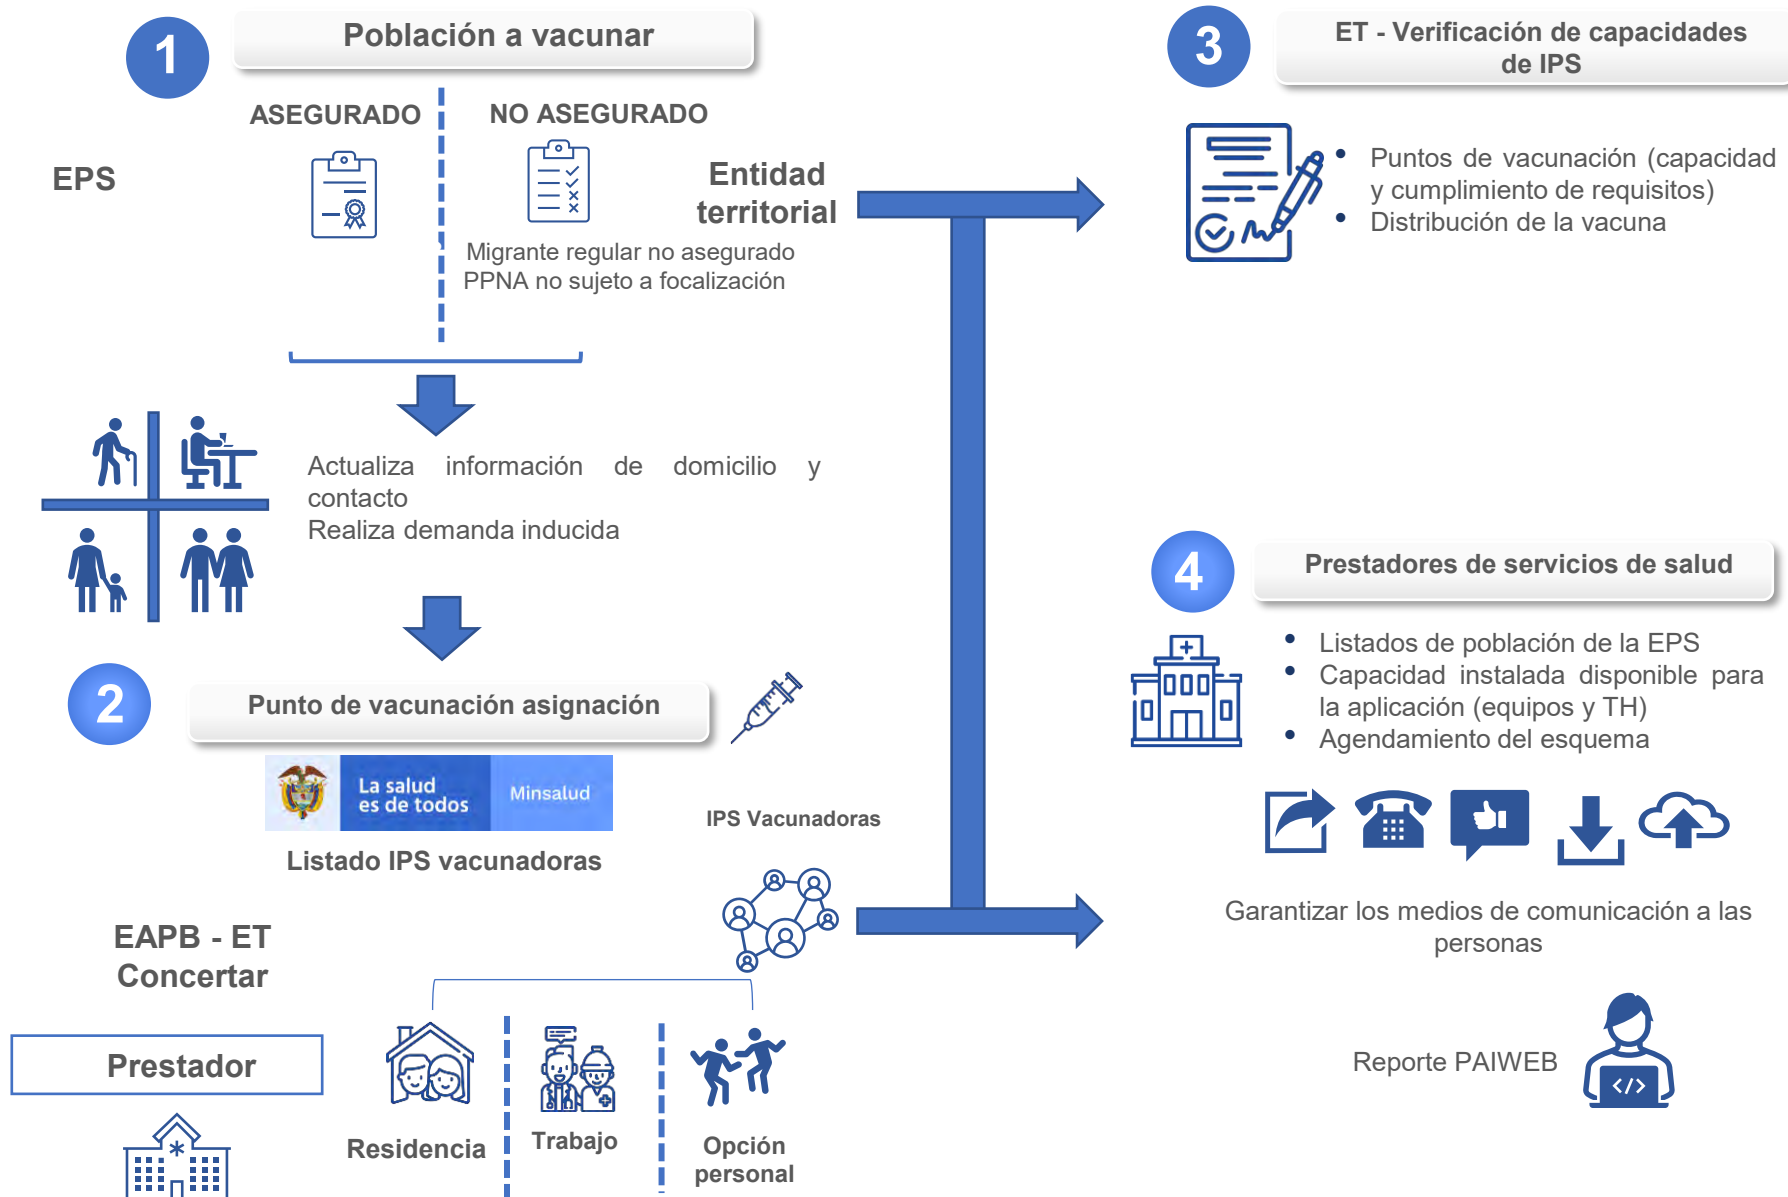 1
Población a vacunar
ASEGURADO
NO ASEGURADO
EPS
Entidad
territorial
Migrante regular no asegurado
PPNA no sujeto a focalización
Actualiza información de domicilio y
contacto
Realiza demanda inducida
2
Punto de vacunación asignación
La salud
es de todos
Minsalud
Listado IPS vacunadoras
IPS Vacunadoras
EAPB - ET
Concertar
Prestador
Residencia
Trabajo
Opción
personal
3
ET - Verificación de capacidades
de IPS
• Puntos de vacunación (capacidad
y cumplimiento de requisitos)
• Distribución de la vacuna
4
Prestadores de servicios de salud
• Listados de población de la EPS
• Capacidad instalada disponible para
la aplicación (equipos y TH)
• Agendamiento del esquema
Garantizar los medios de comunicación a las
personas
Reporte PAIWEB
</>